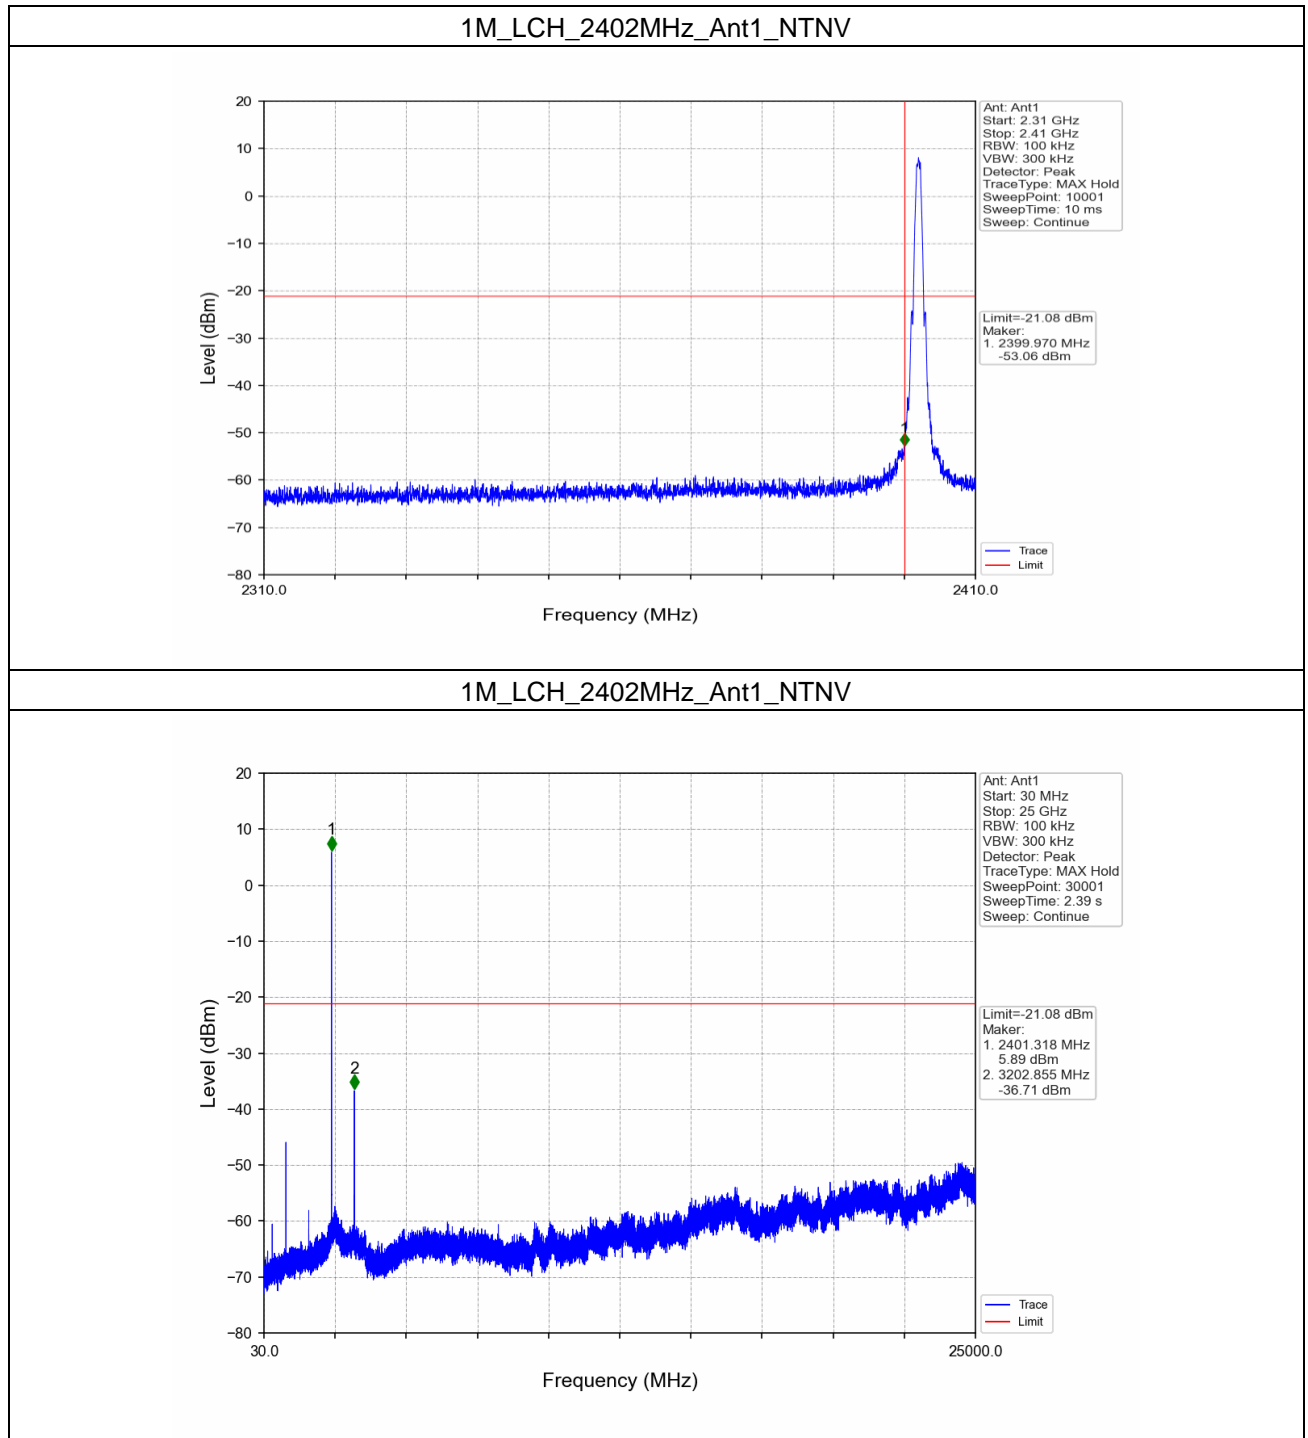 1M_LCH_2402MHz_Ant1_NTNV
20
10
0
−10
−20
−30
−40
−50
−60
−70
−80
Level (dBm)
1
2310.0
2410.0
Frequency (MHz)
Ant: Ant1
Start: 2.31 GHz
Stop: 2.41 GHz
RBW: 100 kHz
VBW: 300 kHz
Detector: Peak
TraceType: MAX Hold
SweepPoint: 10001
SweepTime: 10 ms
Sweep: Continue
Limit=-21.08 dBm
Maker:
1. 2399.970 MHz
-53.06 dBm
Trace
Limit
1M_LCH_2402MHz_Ant1_NTNV
20
10
0
−10
−20
−30
−40
−50
−60
−70
−80
Level (dBm)
1
2
30.0
25000.0
Frequency (MHz)
Ant: Ant1
Start: 30 MHz
Stop: 25 GHz
RBW: 100 kHz
VBW: 300 kHz
Detector: Peak
TraceType: MAX Hold
SweepPoint: 30001
SweepTime: 2.39 s
Sweep: Continue
Limit=-21.08 dBm
Maker:
1. 2401.318 MHz
5.89 dBm
2. 3202.855 MHz
-36.71 dBm
Trace
Limit